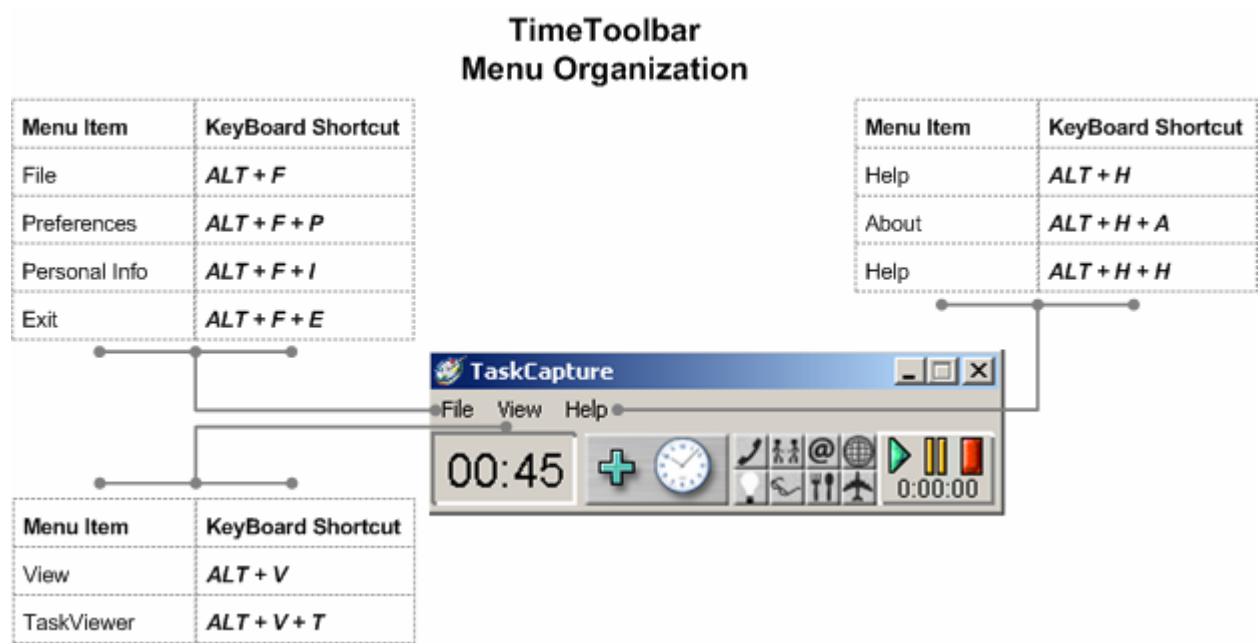 TimeToolbar
Menu Organization
Menu Item KeyBoard Shortcut
File ALT + F
Preferences ALT + F + P
Personal Info ALT + F + I
Exit ALT + F + E
Menu Item KeyBoard Shortcut
Help ALT + H
About ALT + H + A
Help ALT + H + H
TaskCapture
File View Help
00:45
@
0:00:00
Menu Item KeyBoard Shortcut
View ALT + V
TaskViewer ALT + V + T